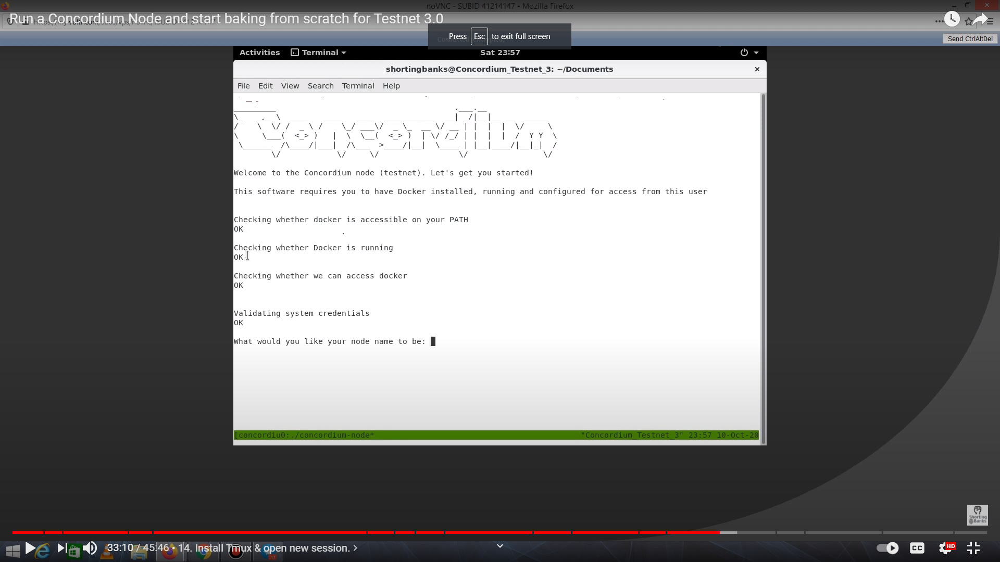 noVNC - SUBID 41214147 - Mozilla Firefox
Run a Concordium Node and start baking from scratch for Testnet 3.0
Press Esc to exit full screen
Send CtrlAltDel
Activities Terminal Sat 23:57
shortingbanks@Concordium_Testnet_3: ~/Documents
File Edit View Search Terminal Help
Concordium
Welcome to the Concordium node (testnet). Let's get you started!
This software requires you to have Docker installed, running and configured for access from this user
Checking whether docker is accessible on your PATH
OK
Checking whether Docker is running
OK
Checking whether we can access docker
OK
Validating system credentials
OK
What would you like your node name to be:
[concordiu0:./concordium-node* "Concordium_Testnet_3" 23:57 10-Oct-20
Shorting
Banks
33:10 / 45:46 • 14. Install Tmux & open new session. >
CC HD